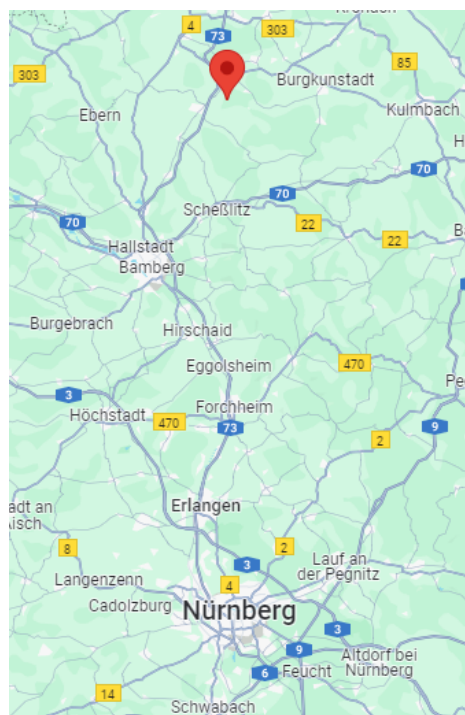 4
73
303
303
Burgkunstadt
85
Ebern
Kulmbach
70
70
Scheßlitz
22
22
70
Hallstadt
Bamberg
Burgebrach
Hirschaid
Eggolsheim
470
3
Höchstadt
Forchheim
470
73
9
2
adt an
Aisch
Erlangen
8
2
3
Lauf an
der Pegnitz
Langenzenn
4
Cadolzburg
Nürnberg
3
9
Altdorf bei
Nürnberg
6
Feucht
14
Schwabach